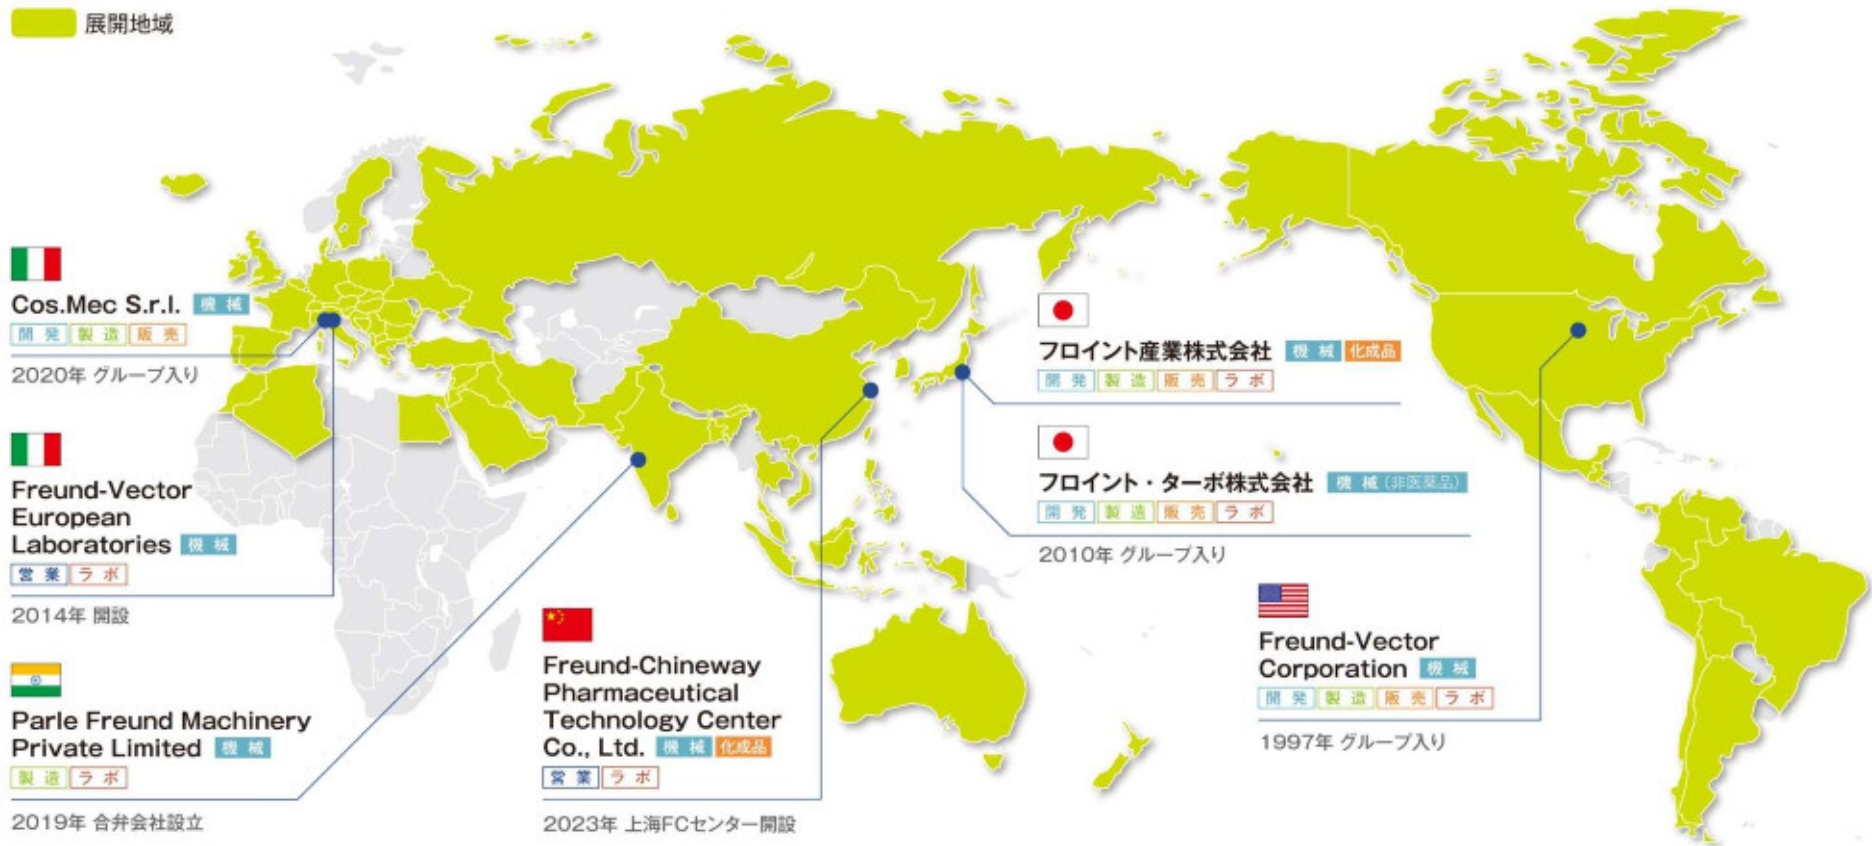 展開地域
Cos.Mec S.r.l. 機械
開発 製造 販売
2020年 グループ入り
Freund-Vector
European
Laboratories 機械
営業 ラボ
2014年 開設
Parle Freund Machinery
Private Limited 機械
製造 ラボ
2019年 合弁会社設立
Freund-Chineway
Pharmaceutical
Technology Center
Co., Ltd. 機械 化成品
営業 ラボ
2023年 上海FCセンター開設
フロイント産業株式会社 機械 化成品
開発 製造 販売 ラボ
フロイント・ターボ株式会社 機械(非医薬品)
開発 製造 販売 ラボ
2010年 グループ入り
Freund-Vector
Corporation 機械
開発 製造 販売 ラボ
1997年 グループ入り